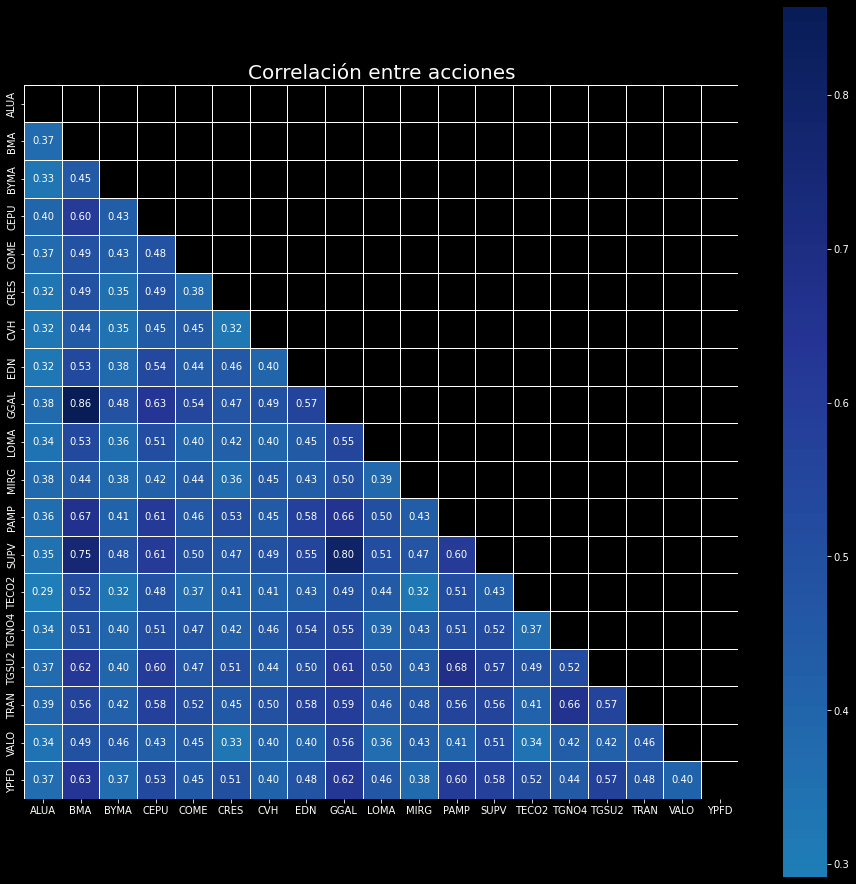 Correlación entre acciones
ALUA
BMA 0.37
BYMA 0.33 0.45
CEPU 0.40 0.60 0.43
COME 0.37 0.49 0.43 0.48
CRES 0.32 0.49 0.35 0.49 0.38
CVH 0.32 0.44 0.35 0.45 0.45 0.32
EDN 0.32 0.53 0.38 0.54 0.44 0.46 0.40
GGAL 0.38 0.86 0.48 0.63 0.54 0.47 0.49 0.57
LOMA 0.34 0.53 0.36 0.51 0.40 0.42 0.40 0.45 0.55
MIRG 0.38 0.44 0.38 0.42 0.44 0.36 0.45 0.43 0.50 0.39
PAMP 0.36 0.67 0.41 0.61 0.46 0.53 0.45 0.58 0.66 0.50 0.43
SUPV 0.35 0.75 0.48 0.61 0.50 0.47 0.49 0.55 0.80 0.51 0.47 0.60
TECO2 0.29 0.52 0.32 0.48 0.37 0.41 0.41 0.43 0.49 0.44 0.32 0.51 0.43
TGNO4 0.34 0.51 0.40 0.51 0.47 0.42 0.46 0.54 0.55 0.39 0.43 0.51 0.52 0.37
TGSU2 0.37 0.62 0.40 0.60 0.47 0.51 0.44 0.50 0.61 0.50 0.43 0.68 0.57 0.49 0.52
TRAN 0.39 0.56 0.42 0.58 0.52 0.45 0.50 0.58 0.59 0.46 0.48 0.56 0.56 0.41 0.66 0.57
VALO 0.34 0.49 0.46 0.43 0.45 0.33 0.40 0.40 0.56 0.36 0.43 0.41 0.51 0.34 0.42 0.42 0.46
YPFD 0.37 0.63 0.37 0.53 0.45 0.51 0.40 0.48 0.62 0.46 0.38 0.60 0.58 0.52 0.44 0.57 0.48 0.40
ALUA BMA BYMA CEPU COME CRES CVH EDN GGAL LOMA MIRG PAMP SUPV TECO2 TGNO4 TGSU2 TRAN VALO YPFD
0.8
0.7
0.6
0.5
0.4
0.3